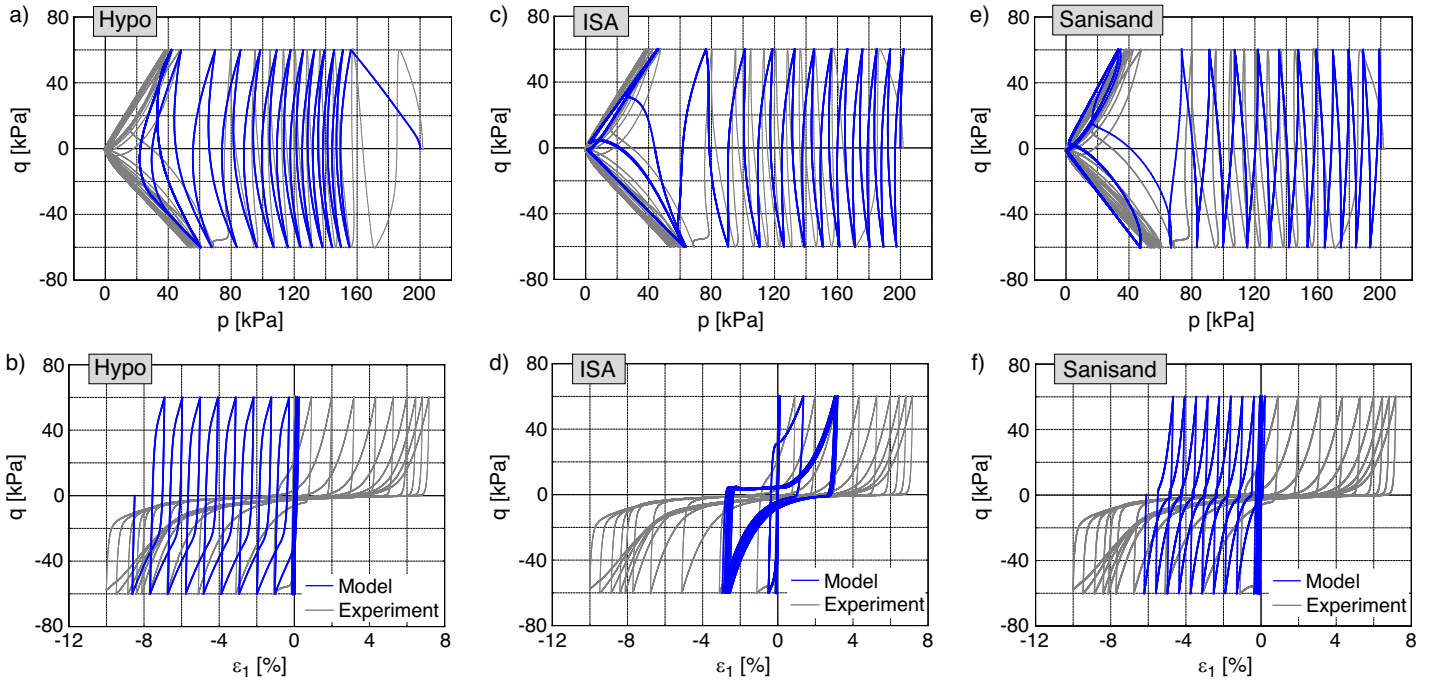 a)
Hypo
80
40
0
-40
-80
q [kPa]
0 40 80 120 160 200
p [kPa]
c)
ISA
80
40
0
-40
-80
q [kPa]
0 40 80 120 160 200
p [kPa]
e)
Sanisand
80
40
0
-40
-80
q [kPa]
0 40 80 120 160 200
p [kPa]
b)
Hypo
80
40
0
-40
-80
q [kPa]
Model
Experiment
-12 -8 -4 0 4 8
ε1 [%]
d)
ISA
80
40
0
-40
-80
q [kPa]
Model
Experiment
-12 -8 -4 0 4 8
ε1 [%]
f)
Sanisand
80
40
0
-40
-80
q [kPa]
Model
Experiment
-12 -8 -4 0 4 8
ε1 [%]